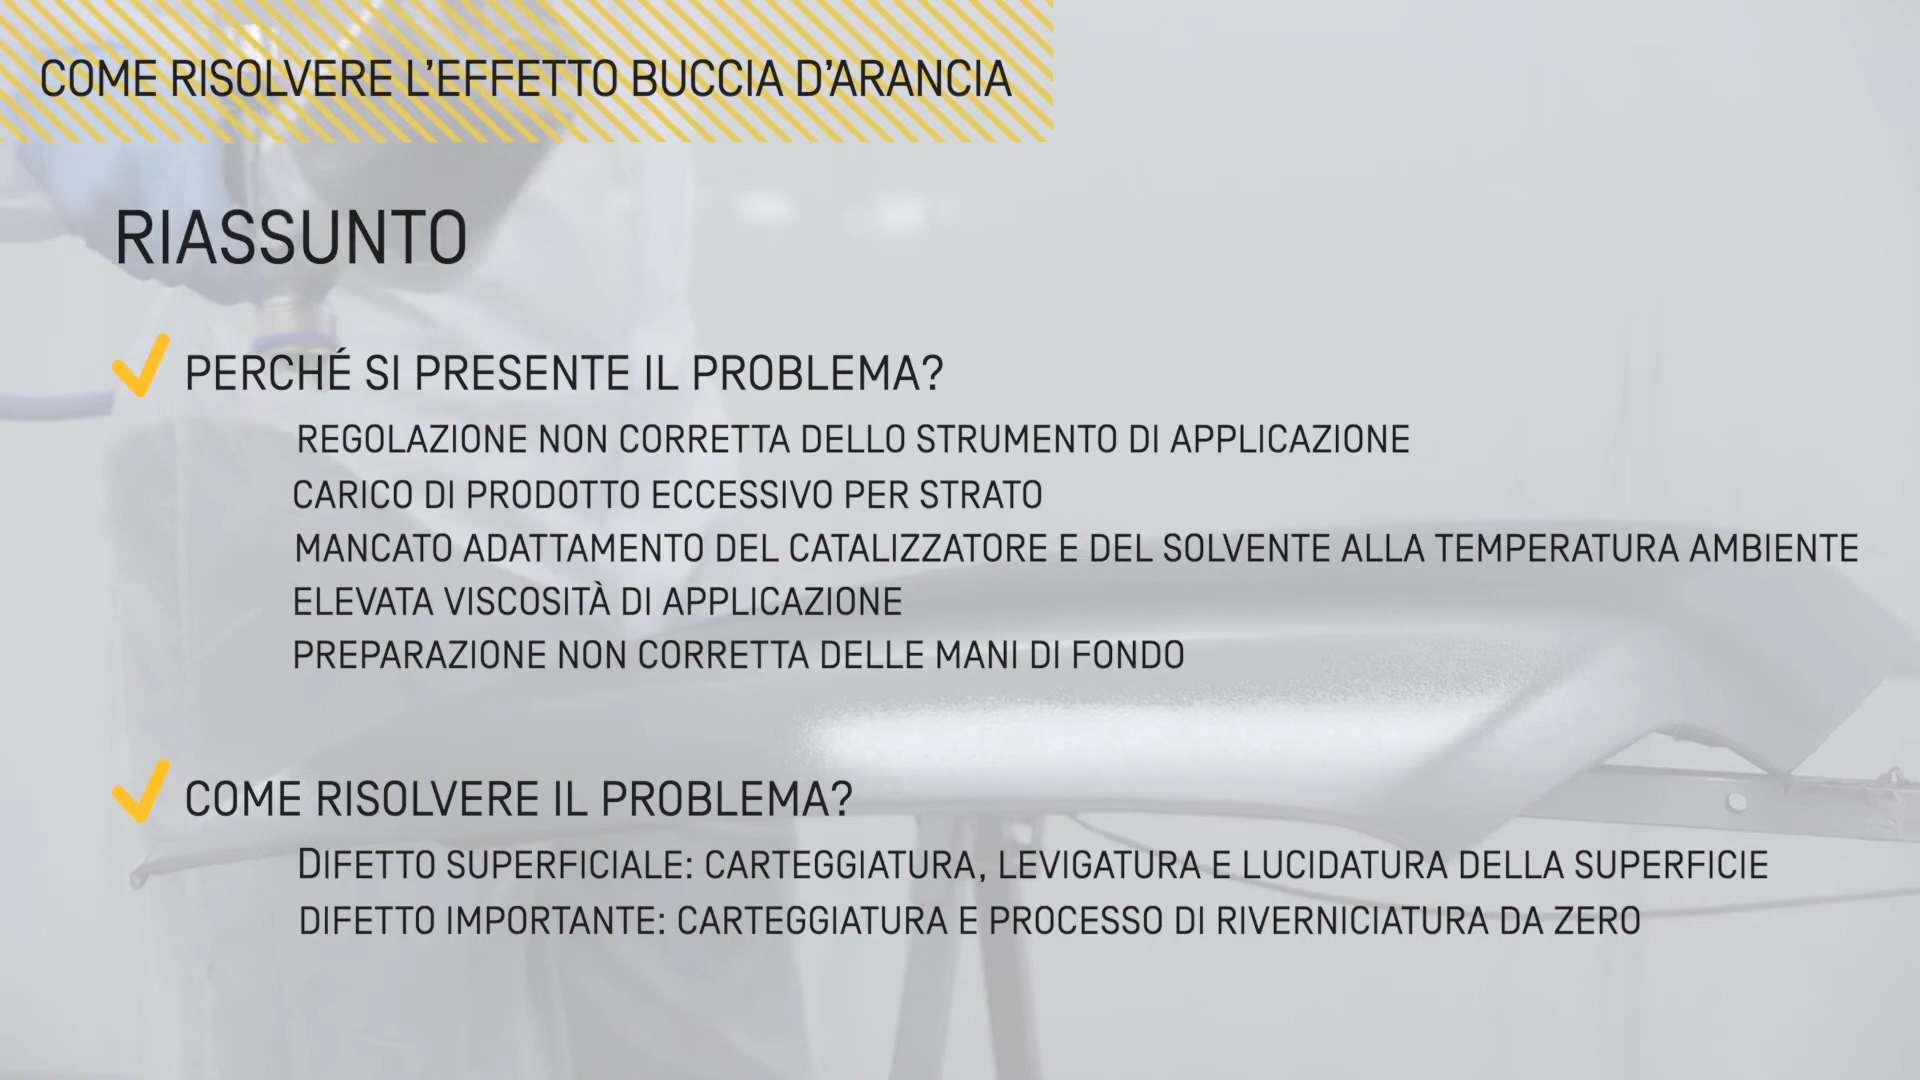 COME RISOLVERE L'EFFETTO BUCCIA D'ARANCIA
RIASSUNTO
PERCHÉ SI PRESENTE IL PROBLEMA?
REGOLAZIONE NON CORRETTA DELLO STRUMENTO DI APPLICAZIONE
CARICO DI PRODOTTO ECCESSIVO PER STRATO
MANCATO ADATTAMENTO DEL CATALIZZATORE E DEL SOLVENTE ALLA TEMPERATURA AMBIENTE
ELEVATA VISCOSITÀ DI APPLICAZIONE
PREPARAZIONE NON CORRETTA DELLE MANI DI FONDO
COME RISOLVERE IL PROBLEMA?
DIFETTO SUPERFICIALE: CARTEGGIATURA, LEVIGATURA E LUCIDATURA DELLA SUPERFICIE
DIFETTO IMPORTANTE: CARTEGGIATURA E PROCESSO DI RIVERNICIATURA DA ZERO